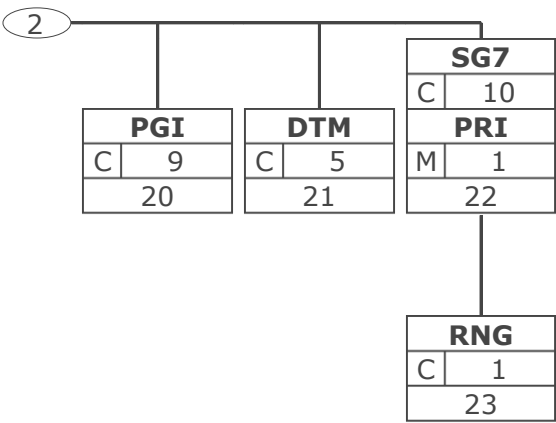 2
SG7
C 10
PGI DTM PRI
C 9 C 5 M 1
20 21 22
RNG
C 1
23